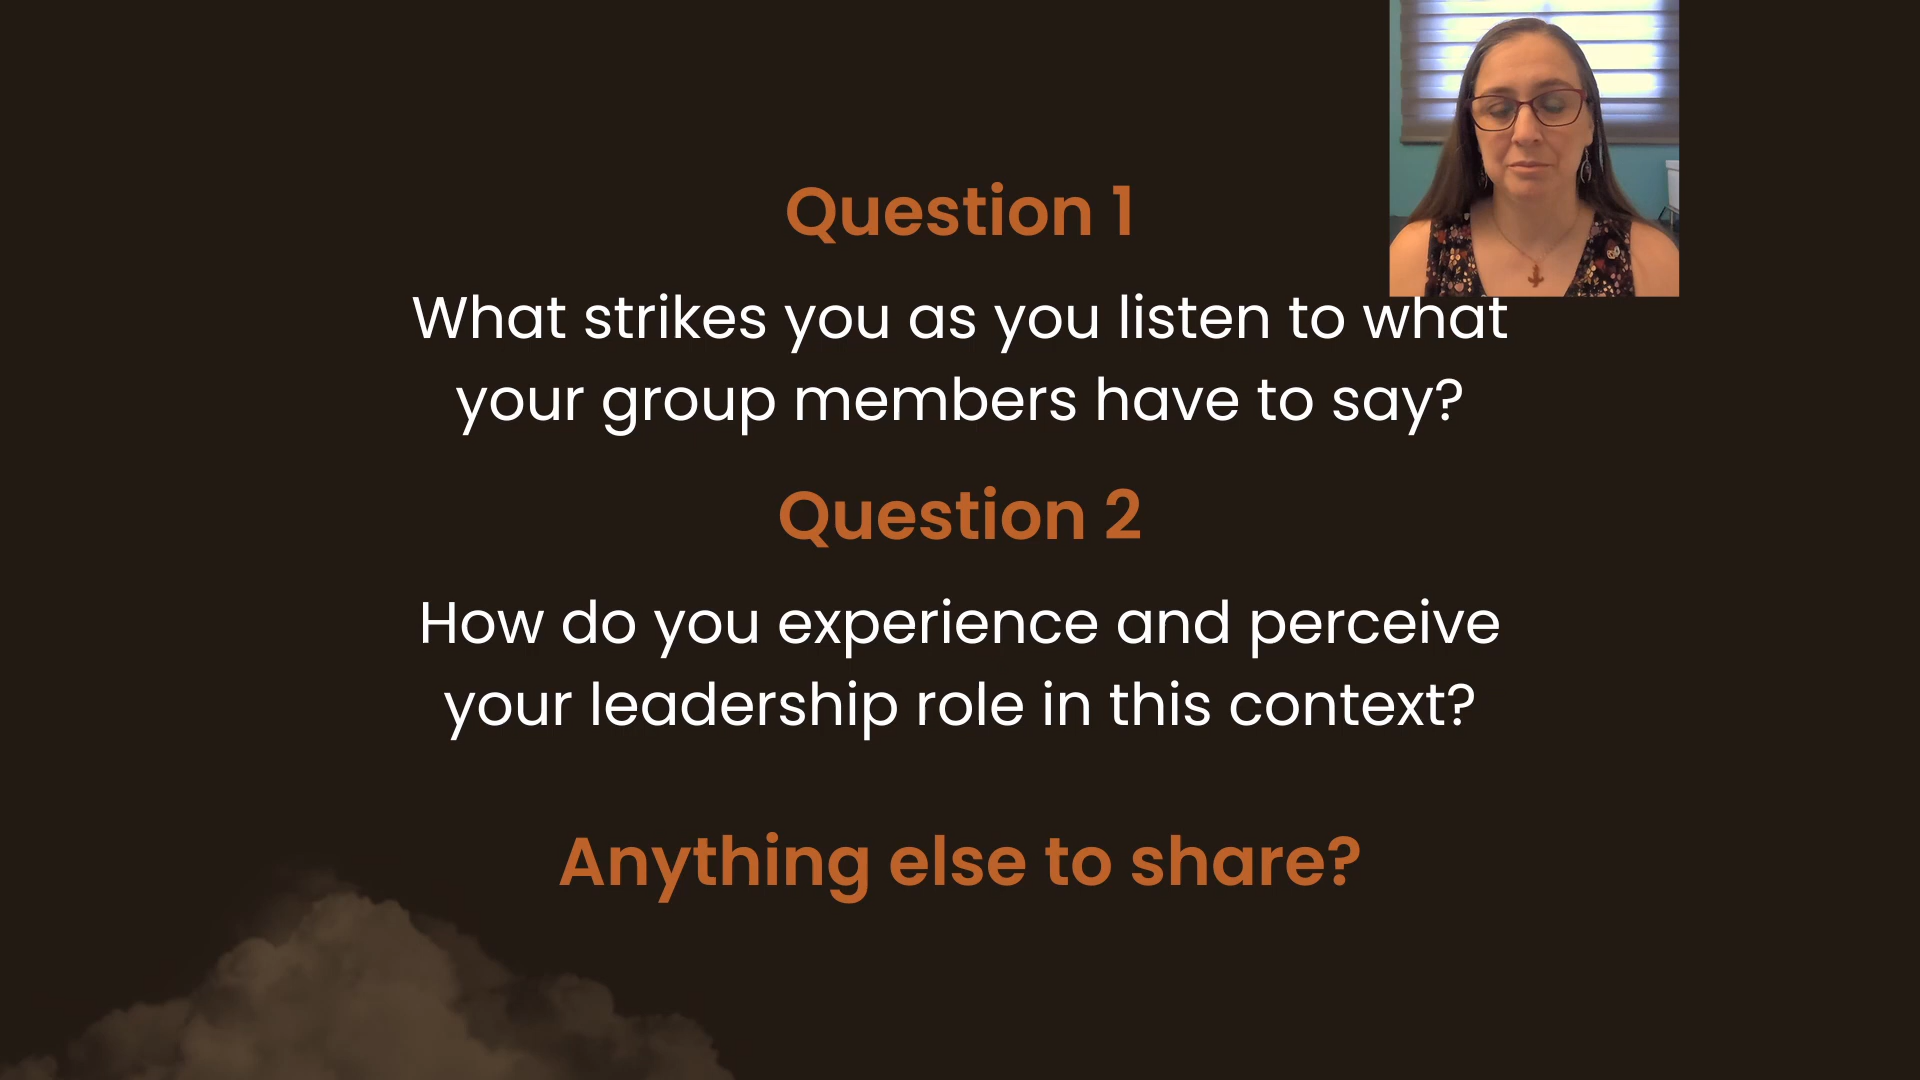 Question 1
What strikes you as you listen to what
your group members have to say?
Question 2
How do you experience and perceive
your leadership role in this context?
Anything else to share?